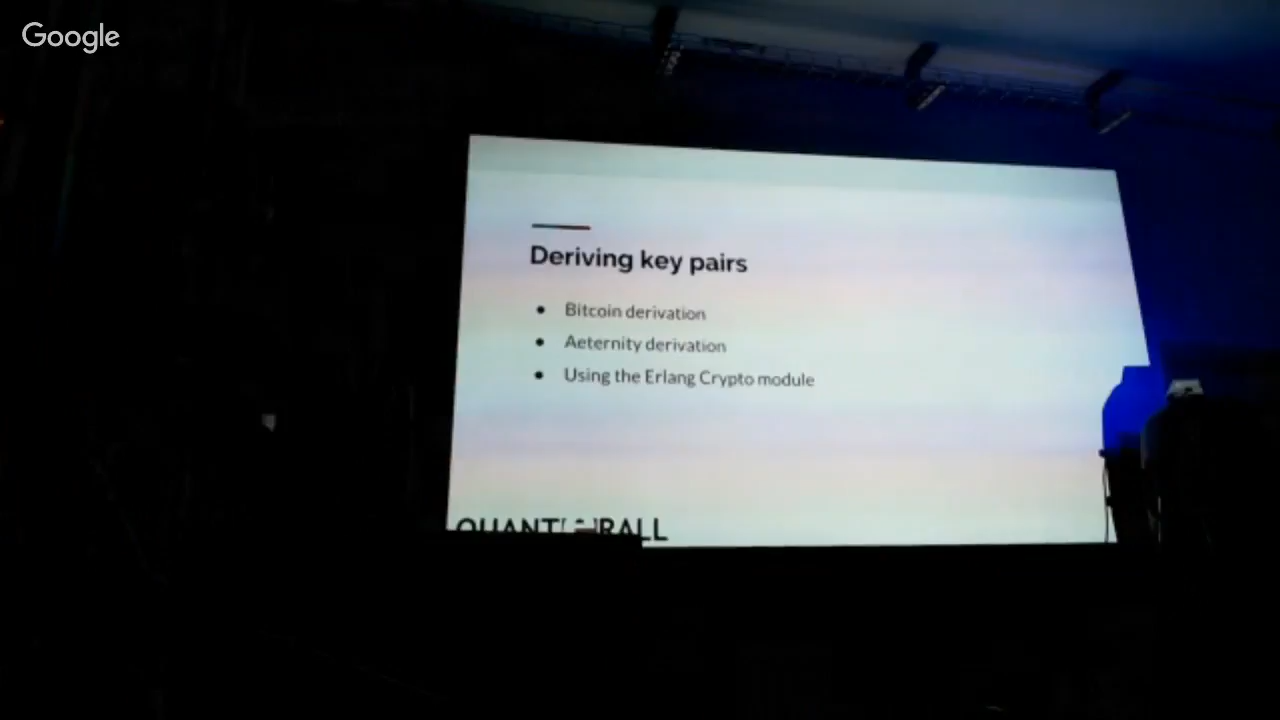 Google
Deriving key pairs
• Bitcoin derivation
• Aeternity derivation
• Using the Erlang Crypto module